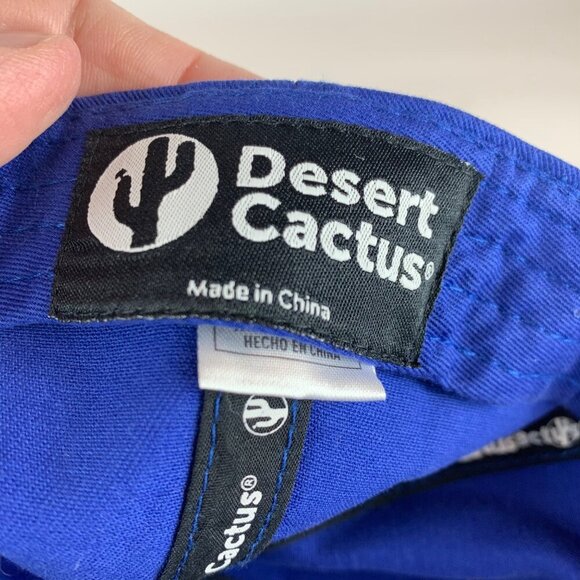 Desert
Cactus®
Made in China
HECHO EN CHINA
Cactus®